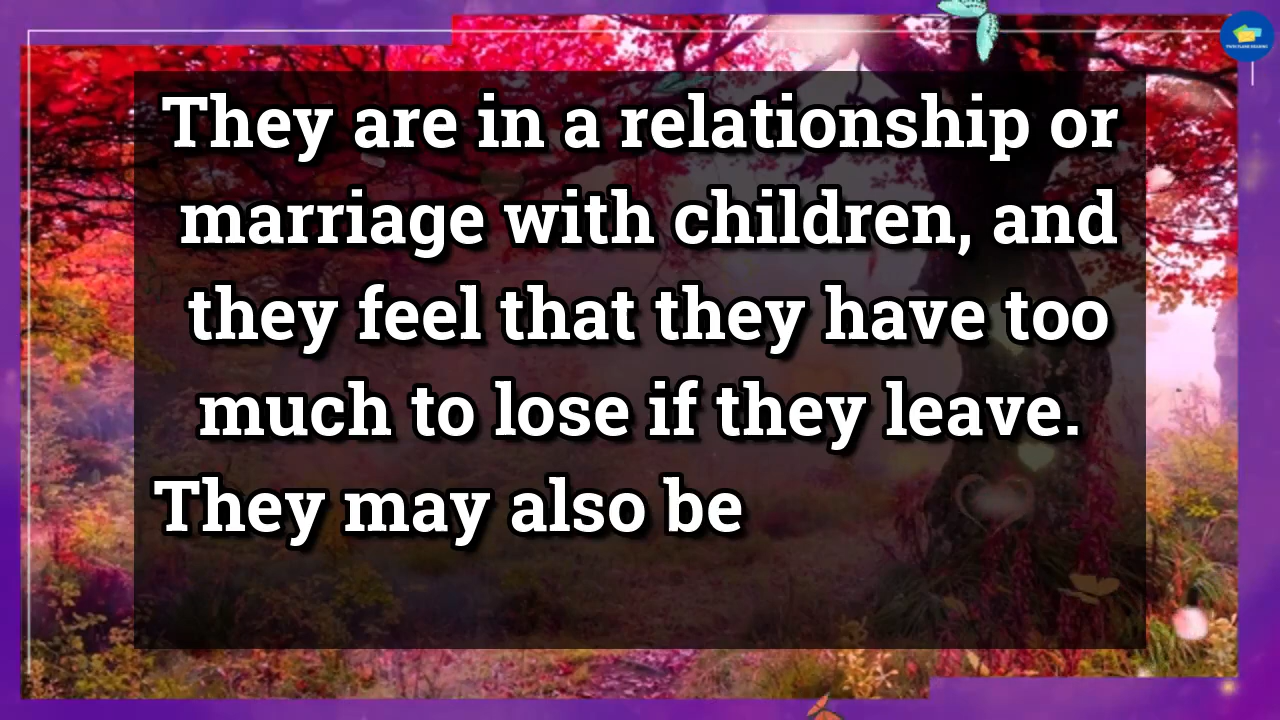 They are in a relationship or
marriage with children, and
they feel that they have too
much to lose if they leave.
They may also be